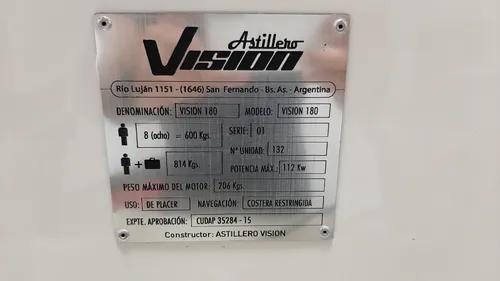 Astillero
VISION
Río Luján 1151 - (1646) San Fernando - Bs. As. - Argentina
DENOMINACIÓN: VISION 180 MODELO: VISION 180
8 (ocho) = 600 Kgs. SERIE: 01
Nº UNIDAD: 132
+ 814 Kgs. POTENCIA MÁX.: 112 Kw
PESO MÁXIMO DEL MOTOR: 206 Kgs.
USO: DE PLACER NAVEGACIÓN: COSTERA RESTRINGIDA
EXPTE. APROBACIÓN: CUDAP 35284 - 15
Constructor: ASTILLERO VISION